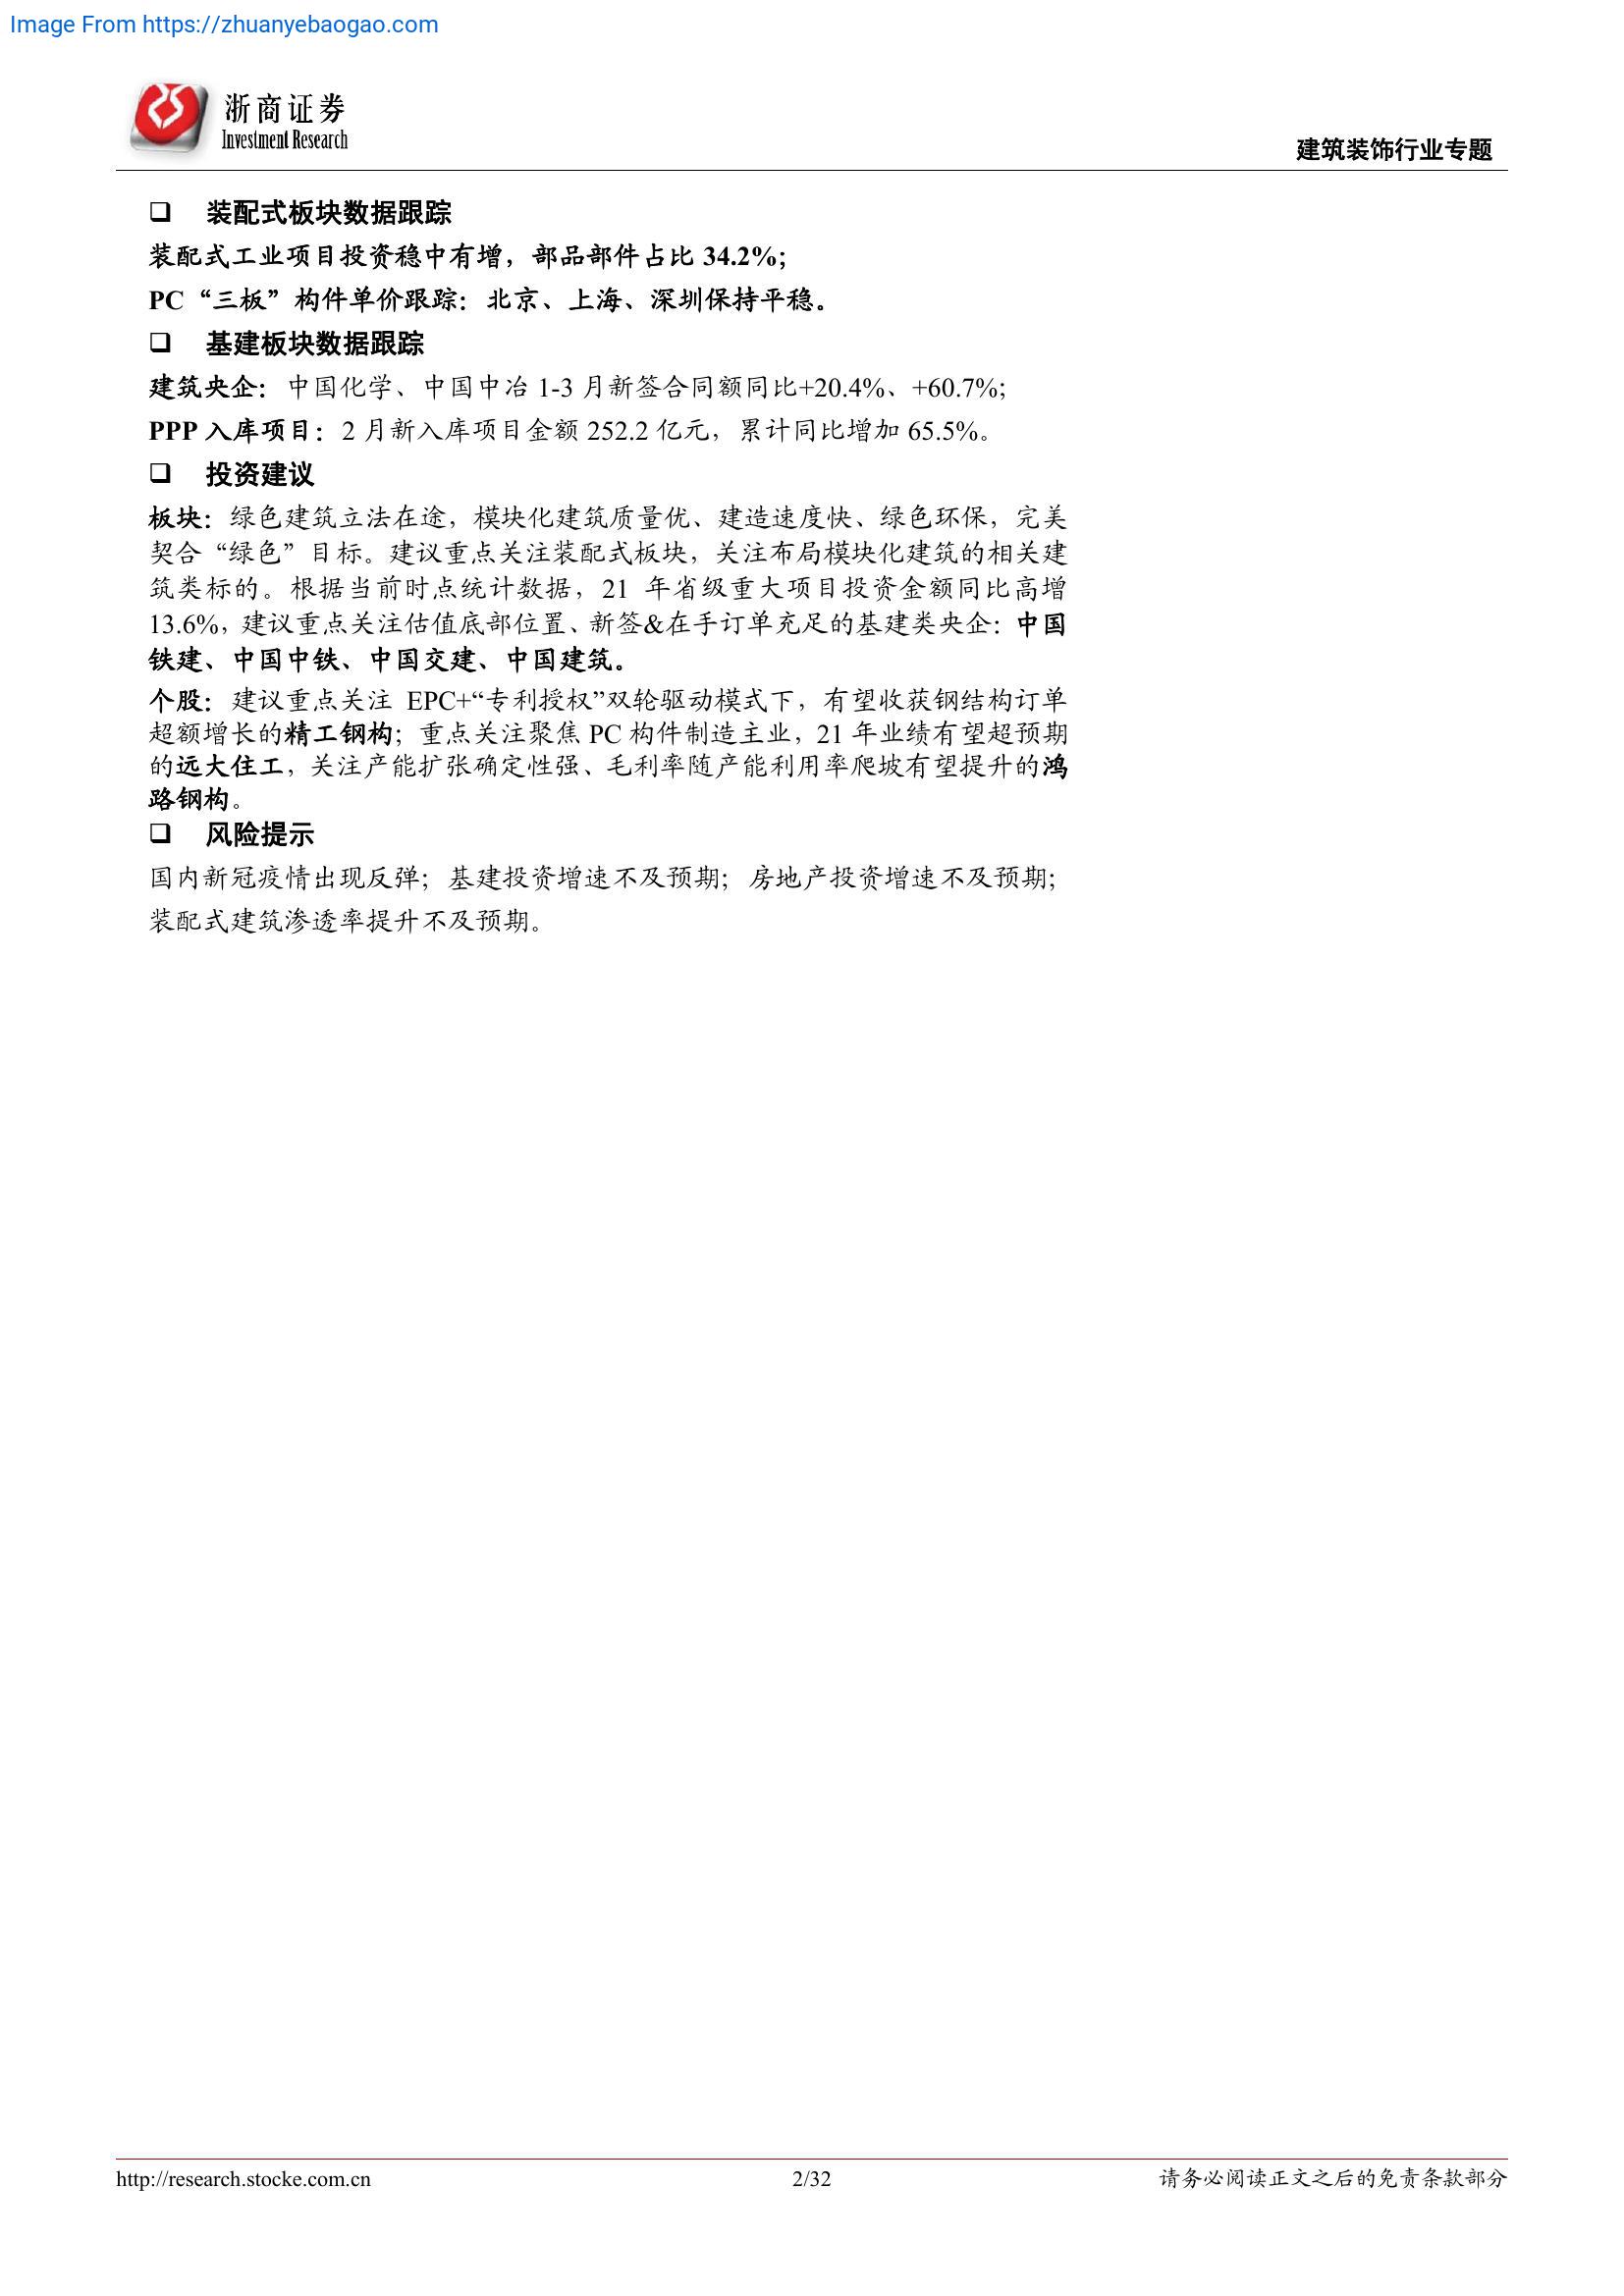 Image From https://zhuanyebaogao.com
浙商证券
Investment Research
建筑装饰行业专题
❑ 装配式板块数据跟踪
装配式工业项目投资稳中有增，部品部件占比 34.2%；
PC“三板”构件单价跟踪：北京、上海、深圳保持平稳。
❑ 基建板块数据跟踪
建筑央企：中国化学、中国中冶 1-3 月新签合同额同比+20.4%、+60.7%；
PPP 入库项目：2 月新入库项目金额 252.2 亿元，累计同比增加 65.5%。
❑ 投资建议
板块：绿色建筑立法在途，模块化建筑质量优、建造速度快、绿色环保，完美
契合“绿色”目标。建议重点关注装配式板块，关注布局模块化建筑的相关建
筑类标的。根据当前时点统计数据，21 年省级重大项目投资金额同比高增
13.6%，建议重点关注估值底部位置、新签&在手订单充足的基建类央企：中国
铁建、中国中铁、中国交建、中国建筑。
个股：建议重点关注 EPC+“专利授权”双轮驱动模式下，有望收获钢结构订单
超额增长的精工钢构；重点关注聚焦 PC 构件制造主业，21 年业绩有望超预期
的远大住工，关注产能扩张确定性强、毛利率随产能利用率爬坡有望提升的鸿
路钢构。
❑ 风险提示
国内新冠疫情出现反弹；基建投资增速不及预期；房地产投资增速不及预期；
装配式建筑渗透率提升不及预期。
http://research.stocke.com.cn
2/32
请务必阅读正文之后的免责条款部分